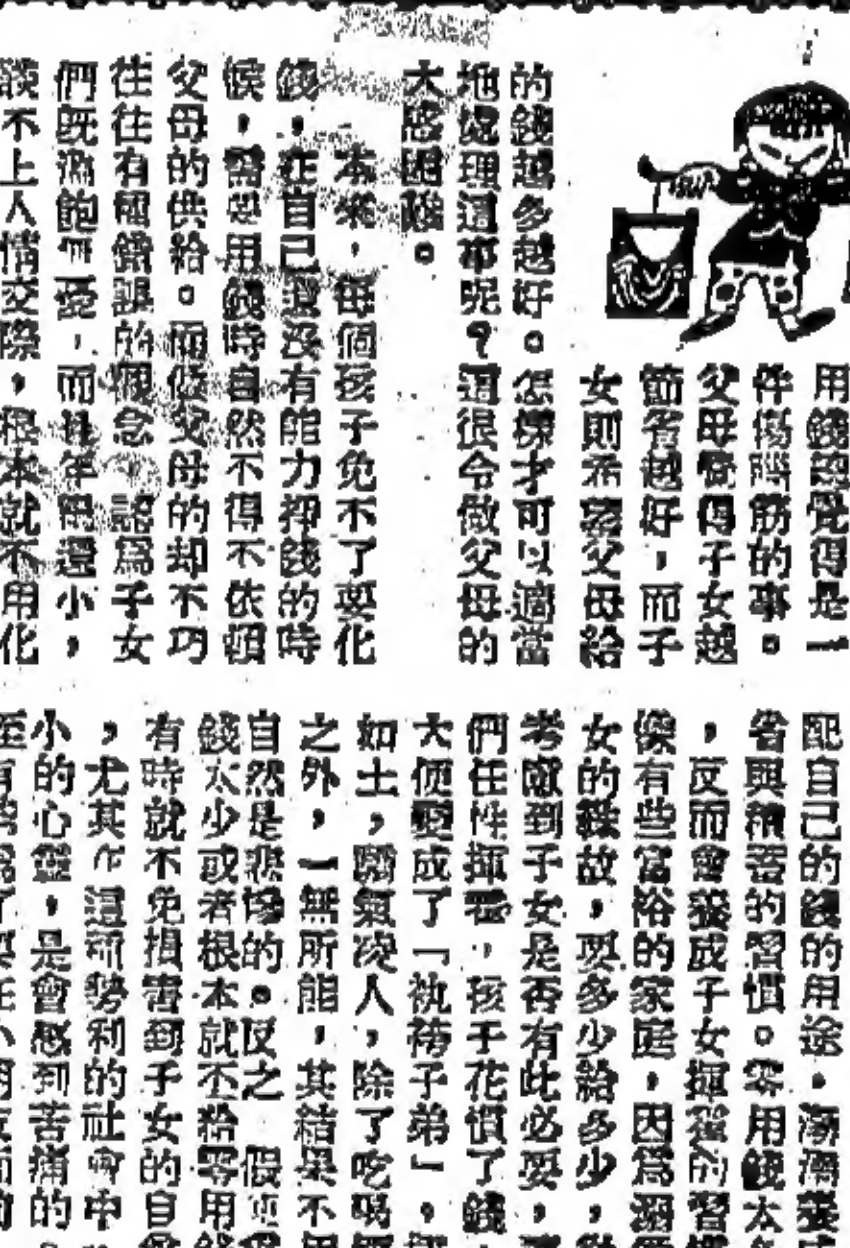 用錢總覺得是一
件傷腦筋的事。
父母覺得子女越
節省越好，而子
女則希望父母給
的錢越多越好。怎樣才可以適當
地處理這事呢？這很令做父母的
大感困難。
本來，每個孩子免不了要化
錢，在自己還沒有能力掙錢的時
候，需要用錢時自然不得不依賴
父母的供給。而做父母的却不巧
往往有種錯誤的觀念，認為子女
們既溫飽無憂，而且年紀還小，
談不上人情交際，根本就不用化
配自己的錢的用途。漸漸養成
省與積蓄的習慣。零用錢太
，反而會養成子女揮霍的習
像有些富裕的家庭，因為溺
女的緣故，要多少給多少，
考慮到子女是否有此必要，
們任性揮霍，孩子花慣了錢，
大便變成了「紈袴子弟」，
如土，驕氣凌人，除了吃喝
之外，一無所能，其結果不
自然是悲慘的。反之 假
錢太少或者根本就不給零用
有時就不免損害到子女的自
，尤其在這種勢利的社會中
小的心靈，是會感到苦痛的。